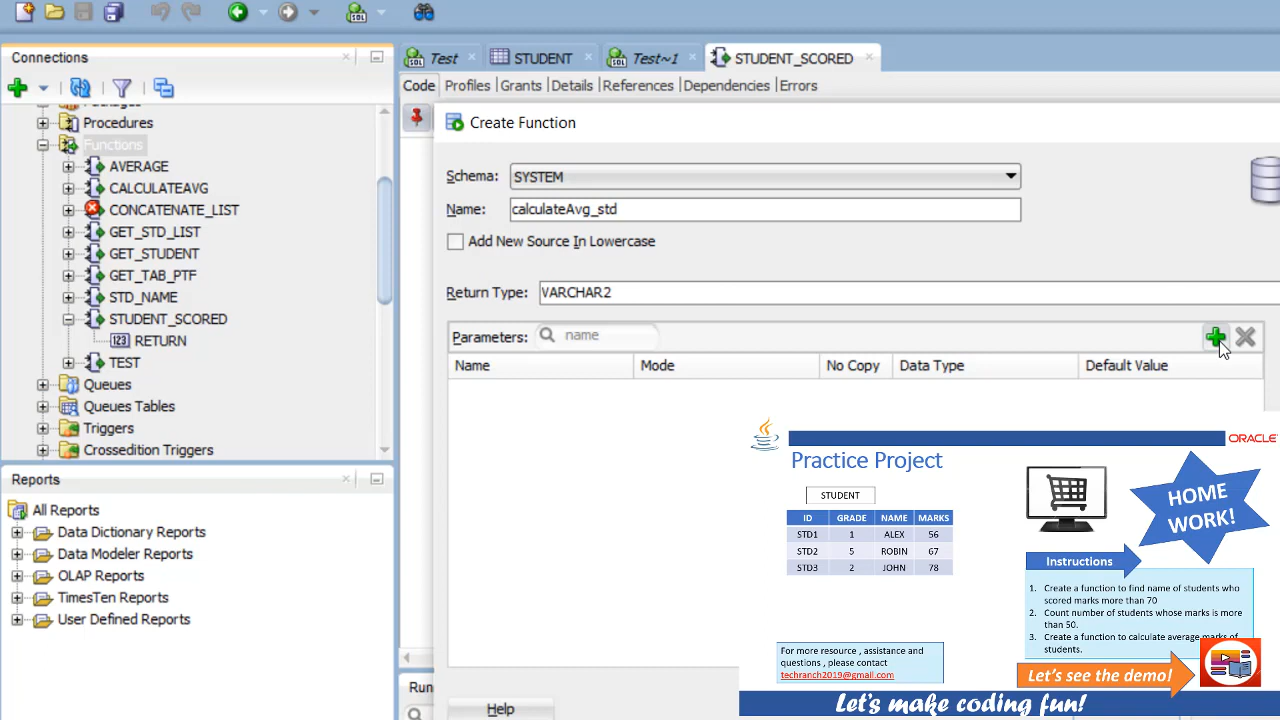 SQL SQL
Connections
Test STUDENT Test~1 STUDENT_SCORED
Code Profiles Grants Details References Dependencies Errors
Procedures
Functions
AVERAGE
CALCULATEAVG
CONCATENATE_LIST
GET_STD_LIST
GET_STUDENT
GET_TAB_PTF
STD_NAME
STUDENT_SCORED
123 RETURN
TEST
Queues
Queues Tables
Triggers
Crossedition Triggers
Reports
All Reports
Data Dictionary Reports
Data Modeler Reports
OLAP Reports
TimesTen Reports
User Defined Reports
Create Function
Schema: SYSTEM
Name: calculateAvg_std
Add New Source In Lowercase
Return Type: VARCHAR2
Parameters: name
Name Mode No Copy Data Type Default Value
Help
ORACLE
Practice Project
STUDENT
ID GRADE NAME MARKS
STD1 1 ALEX 56
STD2 5 ROBIN 67
STD3 2 JOHN 78
HOME
WORK!
Instructions
1. Create a function to find name of students who
scored marks more than 70
2. Count number of students whose marks is more
than 50.
3. Create a function to calculate average marks of
students.
For more resource , assistance and
questions , please contact
techranch2019@gmail.com
Let's see the demo!
Let's make coding fun!